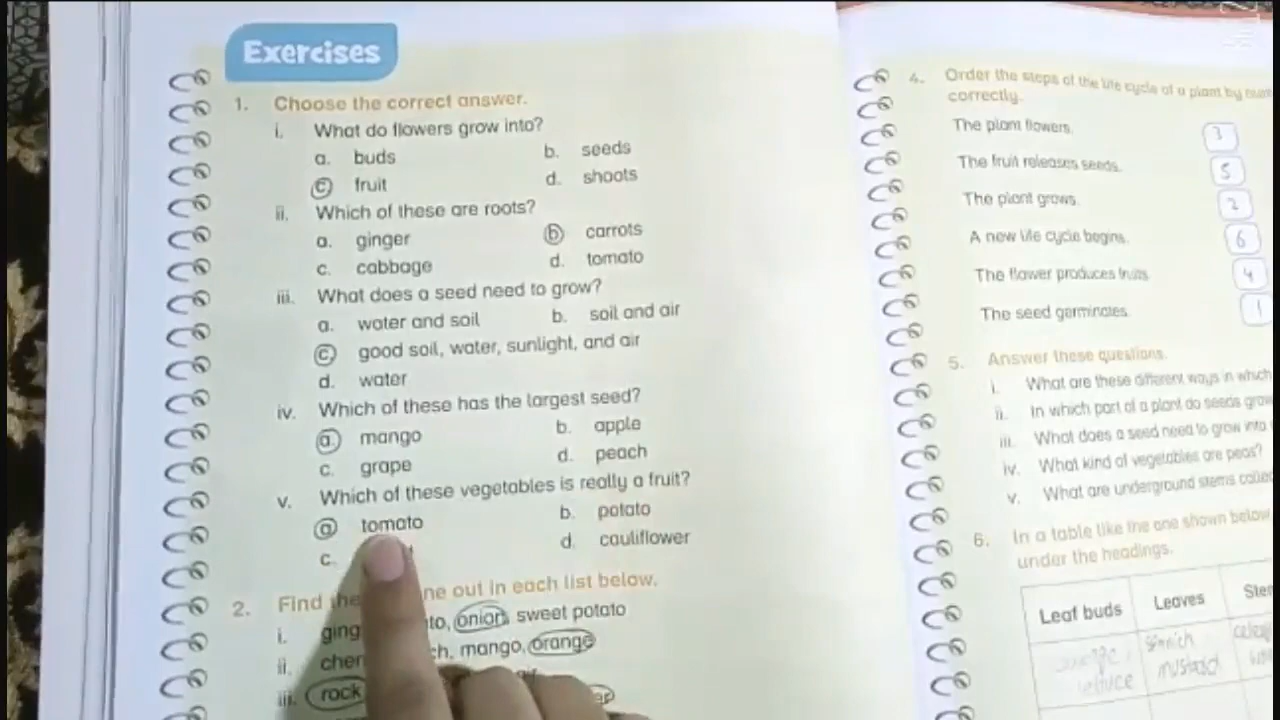 Exercises
1. Choose the correct answer.
i. What do flowers grow into?
a. buds b. seeds
c fruit d. shoots
ii. Which of these are roots?
a. ginger b carrots
c. cabbage d. tomato
iii. What does a seed need to grow?
a. water and soil b. soil and air
c good soil, water, sunlight, and air
d. water
iv. Which of these has the largest seed?
a. mango b. apple
c. grape d. peach
v. Which of these vegetables is really a fruit?
a tomato b. potato
c. d. cauliflower
2. Find the out in each list below.
i. onion, sweet potato
ii. mango, orange
iii. rock
4. Order the steps of the life cycle of a plant by
correctly.
The plant flowers. 3
The fruit releases seeds. 5
The plant grows. 2
A new life cycle begins. 6
The flower produces fruits. 4
The seed germinates. 1
5. Answer these questions.
i. What are these different ways in which
ii. In which part of a plant do seeds grow
iii. What does a seed need to grow into
iv. What kind of vegetables are peas?
v. What are underground stems called
6. In a table like the one shown below
under the headings.
Leaf buds Leaves
mustard
lettuce